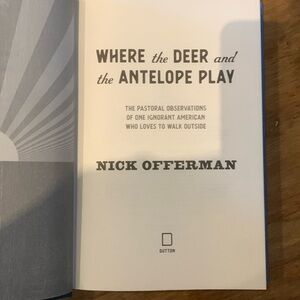 WHERE the DEER and
the ANTELOPE PLAY
THE PASTORAL OBSERVATIONS
OF ONE IGNORANT AMERICAN
WHO LOVES TO WALK OUTSIDE
NICK OFFERMAN
DUTTON